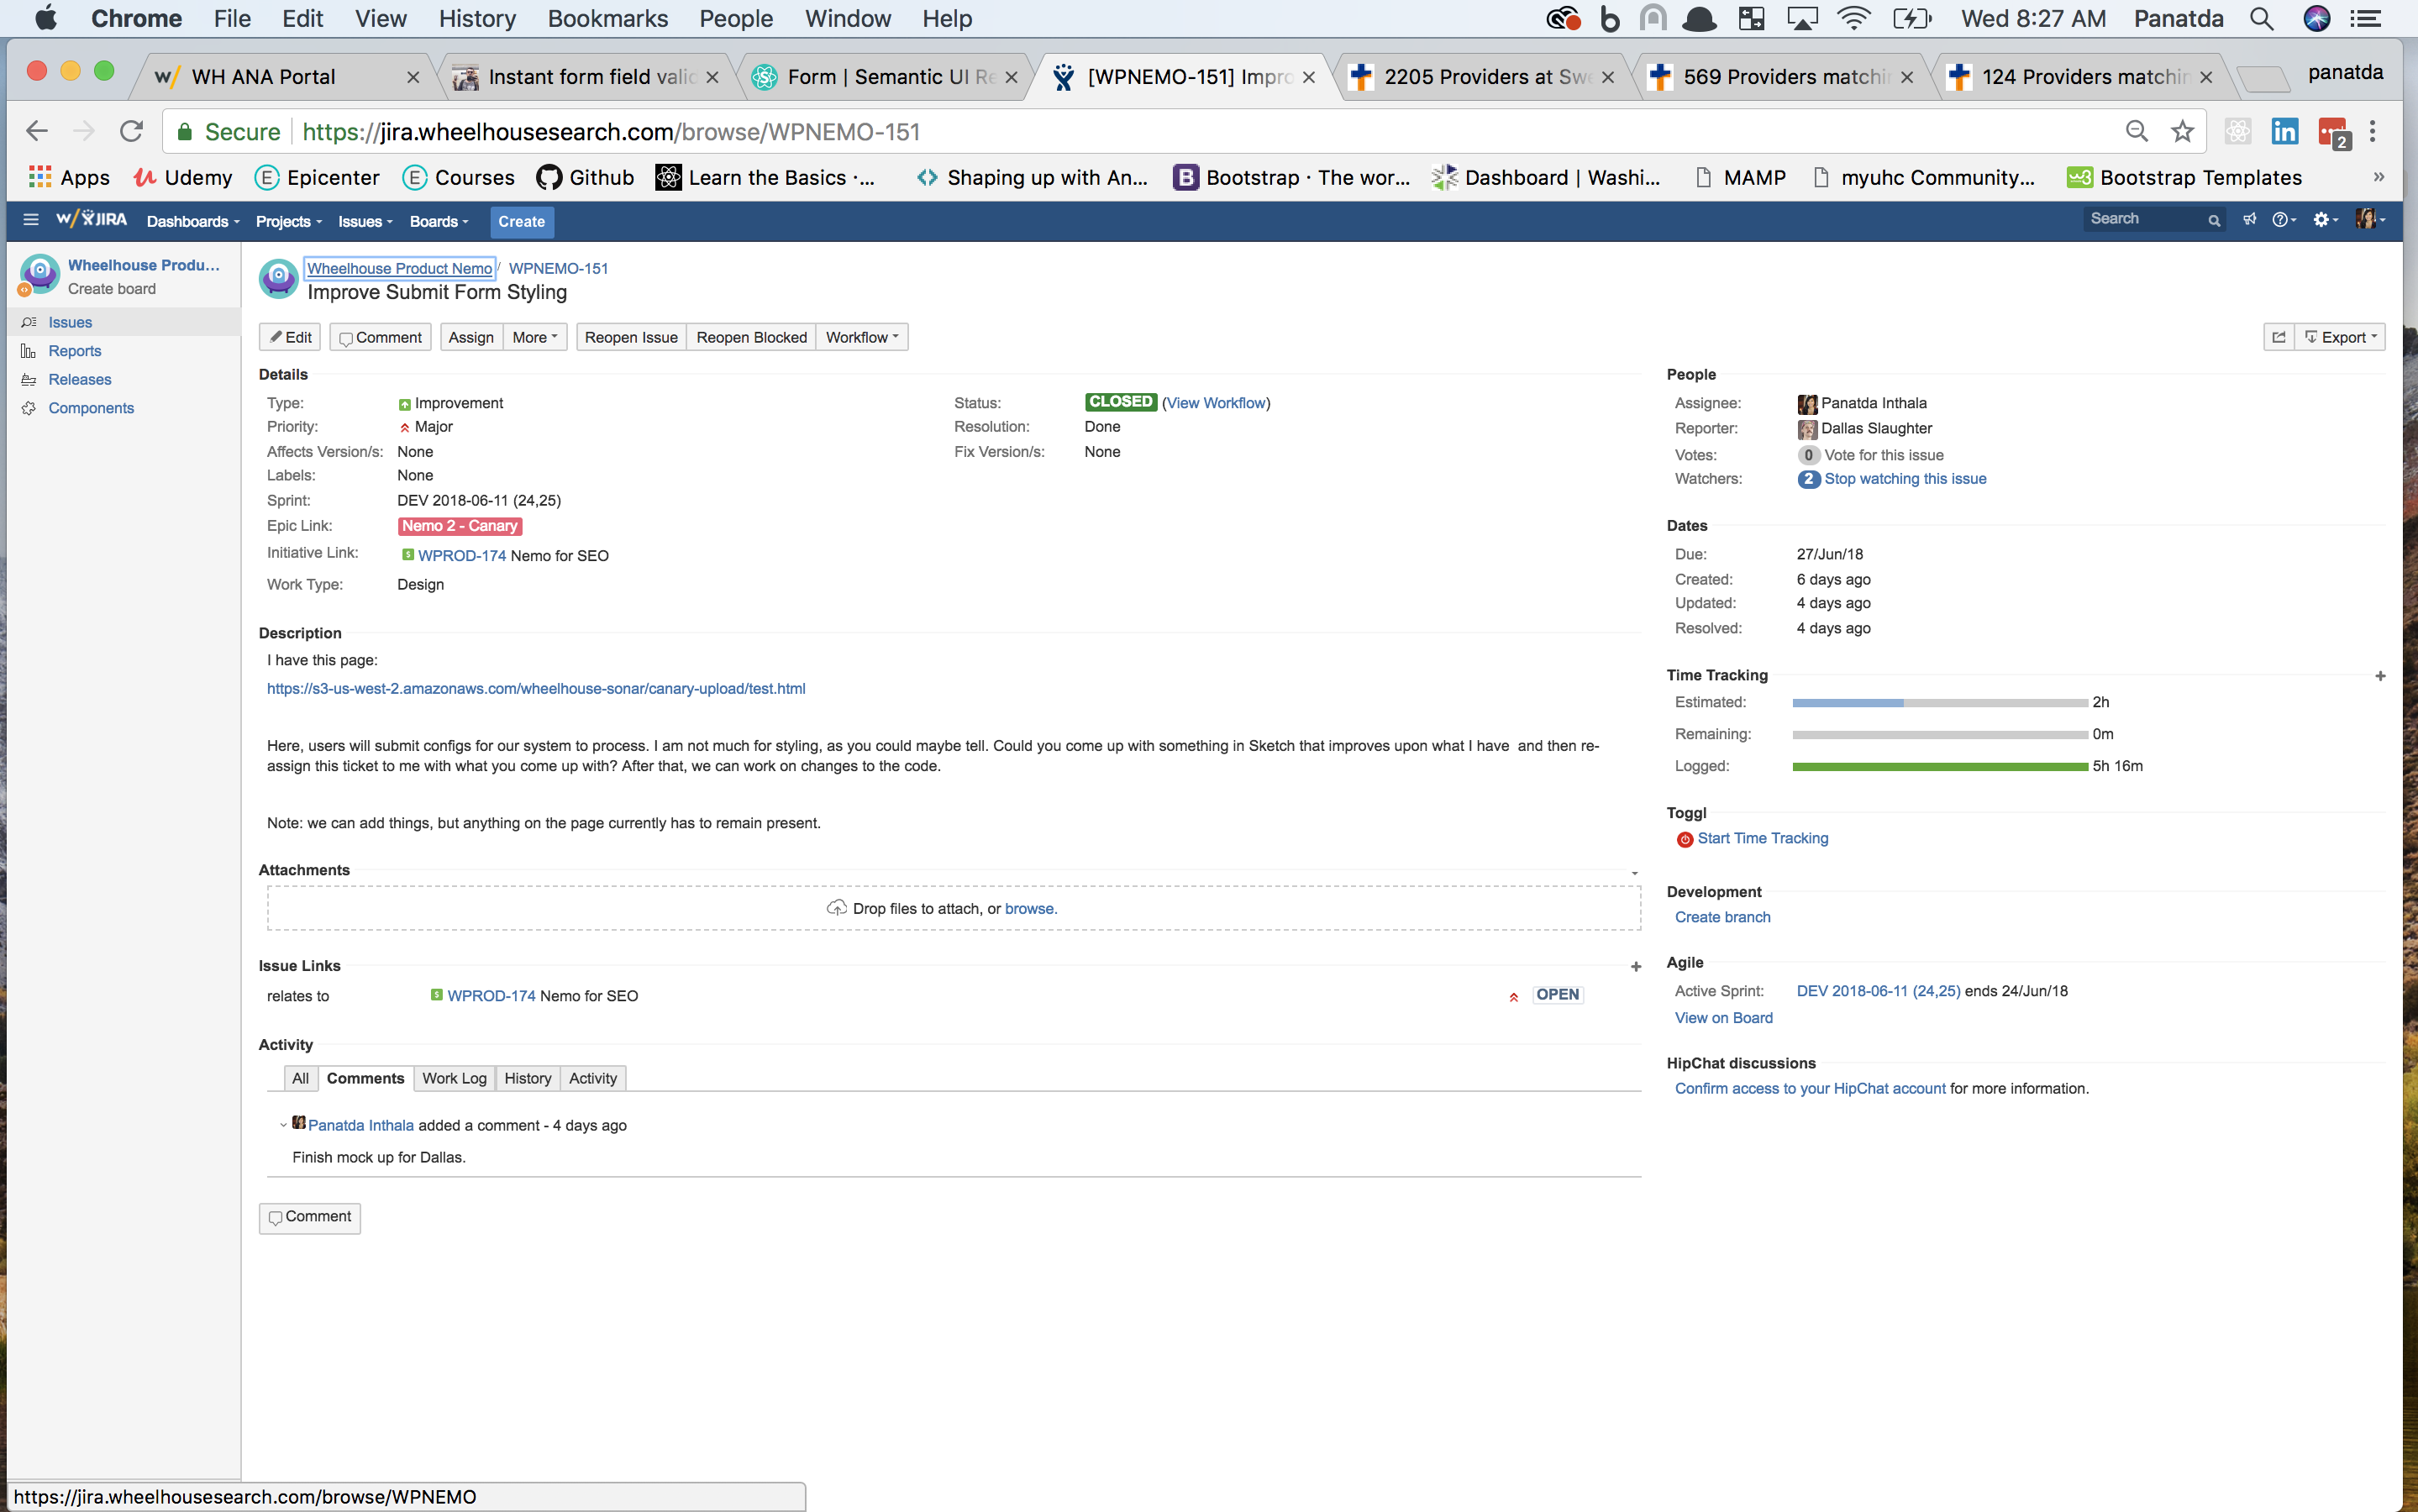 Chrome File Edit View History Bookmarks People Window Help Wed 8:27 AM Panatda
WH ANA Portal Instant form field valid Form | Semantic UI Re [WPNEMO-151] Impro 2205 Providers at Swe 569 Providers matchin 124 Providers matchin panatda
Secure https://jira.wheelhousesearch.com/browse/WPNEMO-151 2
Apps Udemy Epicenter Courses Github Learn the Basics ·... Shaping up with An... Bootstrap · The wor... Dashboard | Washi... MAMP myuhc Community... Bootstrap Templates »
w/ JIRA Dashboards Projects Issues Boards Create Search
Wheelhouse Produ...
Create board
Issues
Reports
Releases
Components
Wheelhouse Product Nemo / WPNEMO-151
Improve Submit Form Styling
Edit Comment Assign More Reopen Issue Reopen Blocked Workflow Export
Details
Type: Improvement
Priority: Major
Affects Version/s: None
Labels: None
Sprint: DEV 2018-06-11 (24,25)
Epic Link: Nemo 2 - Canary
Initiative Link: WPROD-174 Nemo for SEO
Work Type: Design
Status: CLOSED (View Workflow)
Resolution: Done
Fix Version/s: None
Description
I have this page:
https://s3-us-west-2.amazonaws.com/wheelhouse-sonar/canary-upload/test.html
Here, users will submit configs for our system to process. I am not much for styling, as you could maybe tell. Could you come up with something in Sketch that improves upon what I have and then re-
assign this ticket to me with what you come up with? After that, we can work on changes to the code.
Note: we can add things, but anything on the page currently has to remain present.
Attachments
Drop files to attach, or browse.
Issue Links
relates to WPROD-174 Nemo for SEO OPEN
Activity
All Comments Work Log History Activity
Panatda Inthala added a comment - 4 days ago
Finish mock up for Dallas.
Comment
People
Assignee: Panatda Inthala
Reporter: Dallas Slaughter
Votes: 0 Vote for this issue
Watchers: 2 Stop watching this issue
Dates
Due: 27/Jun/18
Created: 6 days ago
Updated: 4 days ago
Resolved: 4 days ago
Time Tracking
Estimated: 2h
Remaining: 0m
Logged: 5h 16m
Toggl
Start Time Tracking
Development
Create branch
Agile
Active Sprint: DEV 2018-06-11 (24,25) ends 24/Jun/18
View on Board
HipChat discussions
Confirm access to your HipChat account for more information.
https://jira.wheelhousesearch.com/browse/WPNEMO